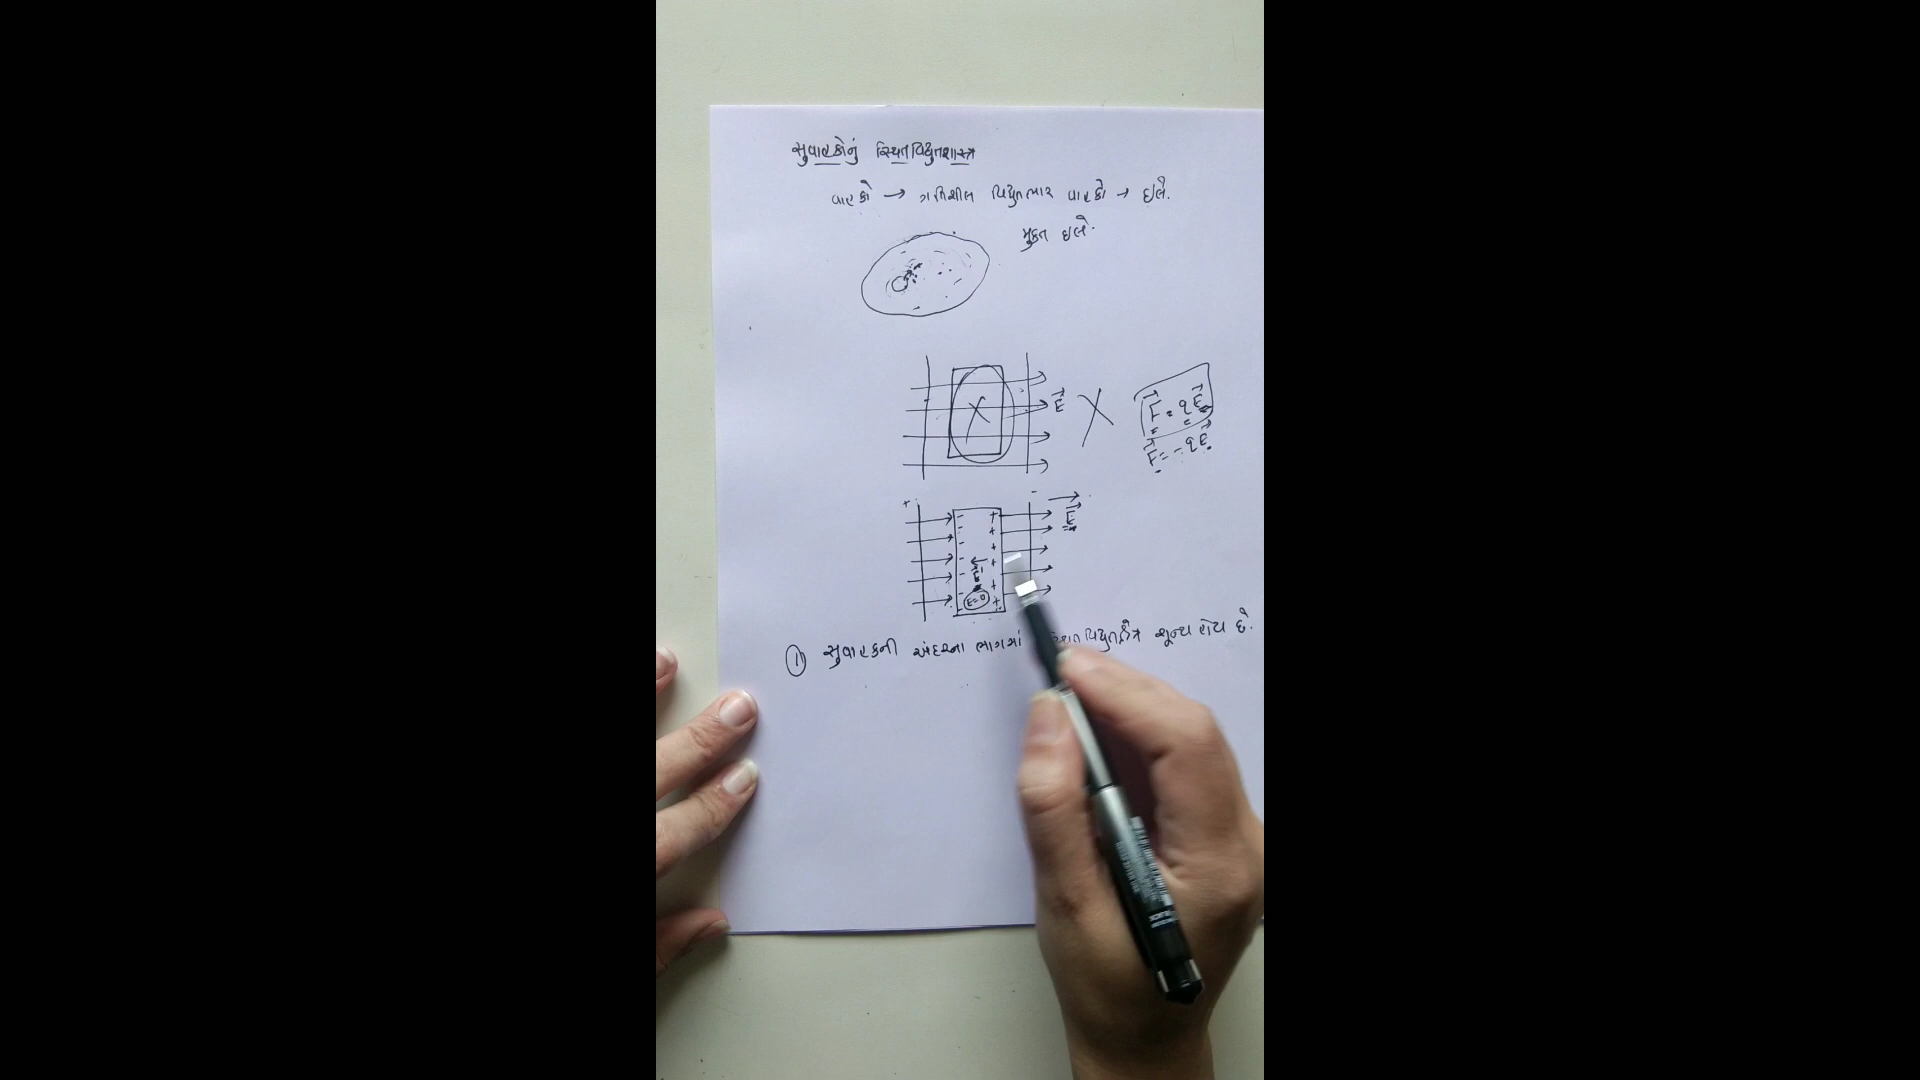 સુવાહકોનું સ્થિતવિદ્યુતશાસ્ત્ર
વાહકો → ગતિશીલ વિદ્યુતભાર વાહકો → ઇલે.
મુક્ત ઇલે.
E X
X
F = qE
F = -qE
+ -
E
E = 0
① સુવાહકની અંદરના ભાગમાં સ્થિત વિદ્યુતક્ષેત્ર શૂન્ય હોય છે.